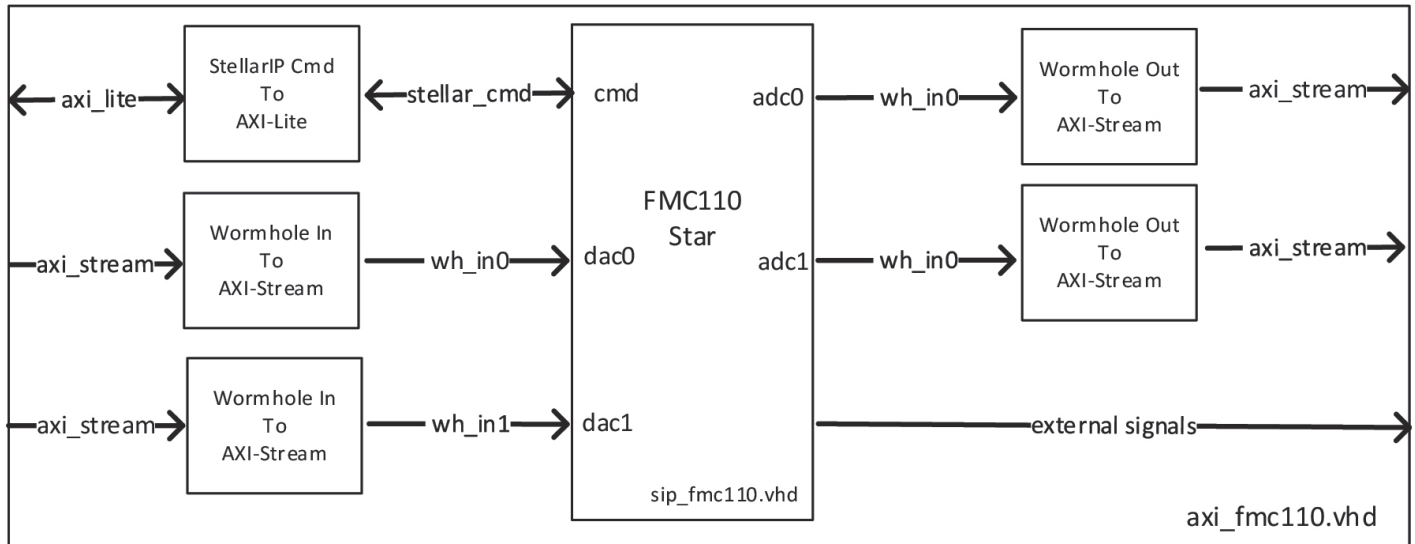 StellarIP Cmd
To
AXI-Lite
axi_lite
stellar_cmd
cmd
adc0
wh_in0
Wormhole Out
To
AXI-Stream
axi_stream
FMC110
Star
Wormhole In
To
AXI-Stream
axi_stream
wh_in0
dac0
adc1
wh_in0
Wormhole Out
To
AXI-Stream
axi_stream
Wormhole In
To
AXI-Stream
axi_stream
wh_in1
dac1
external signals
sip_fmc110.vhd
axi_fmc110.vhd